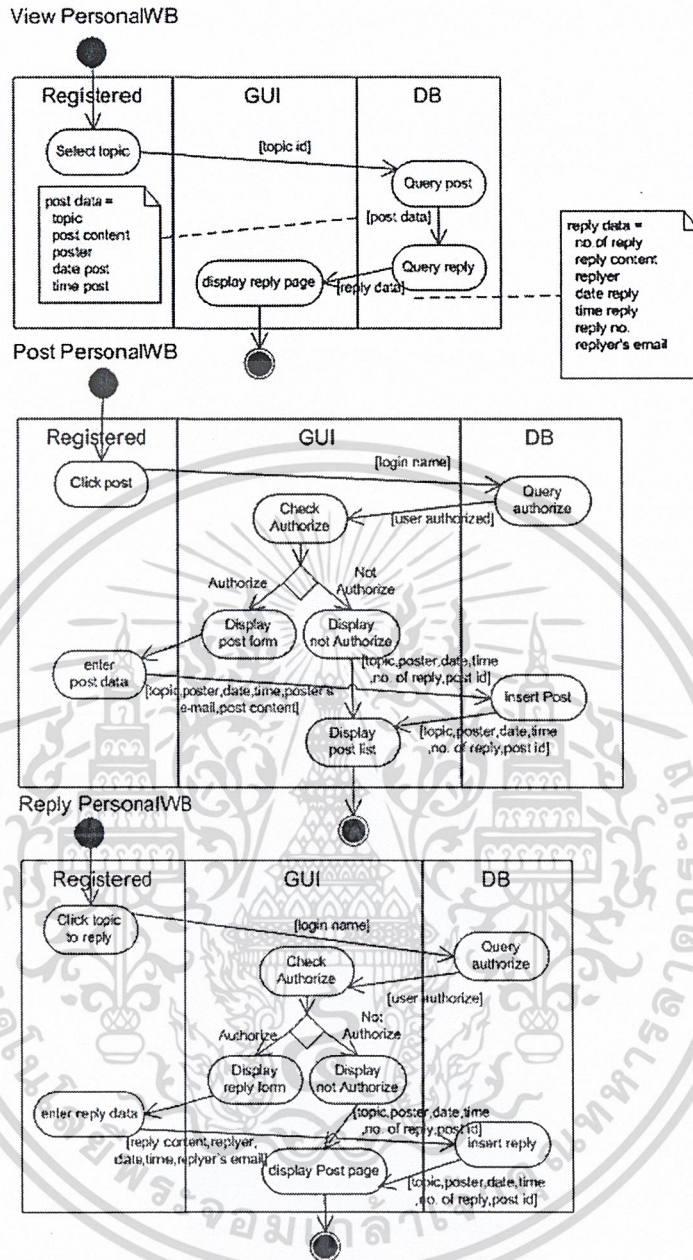 View PersonalWB
Registered
GUI
DB
Select topic
[topic id]
Query post
post data =
topic
post content
poster
date post
time post
[post data]
reply data =
no.of reply
reply content
replyer
date reply
time reply
reply no.
replyer's email
Query reply
display reply page
[reply data]
Post PersonalWB
Registered
GUI
DB
Click post
[login name]
Query
authorize
Check
Authorize
[user authorized]
Authorize
Not
Authorize
Display
post form
Display
not Authorize
enter
post data
[topic,poster,date,time
,no. of reply,post id]
[topic,poster,date,time,poster's
e-mail,post content]
insert Post
Display
post list
[topic,poster,date,time
,no. of reply,post id]
Reply PersonalWB
Registered
GUI
DB
Click topic
to reply
[login name]
Query
authorize
Check
Authorize
[user authorize]
Authorize
Not
Authorize
Display
reply form
Display
not Authorize
enter reply data
[topic,poster,date,time
,no. of reply,post id]
[reply content,replyer,
date,time,replyer's email]
insert reply
display Post page
[topic,poster,date,time
,no. of reply,post id]